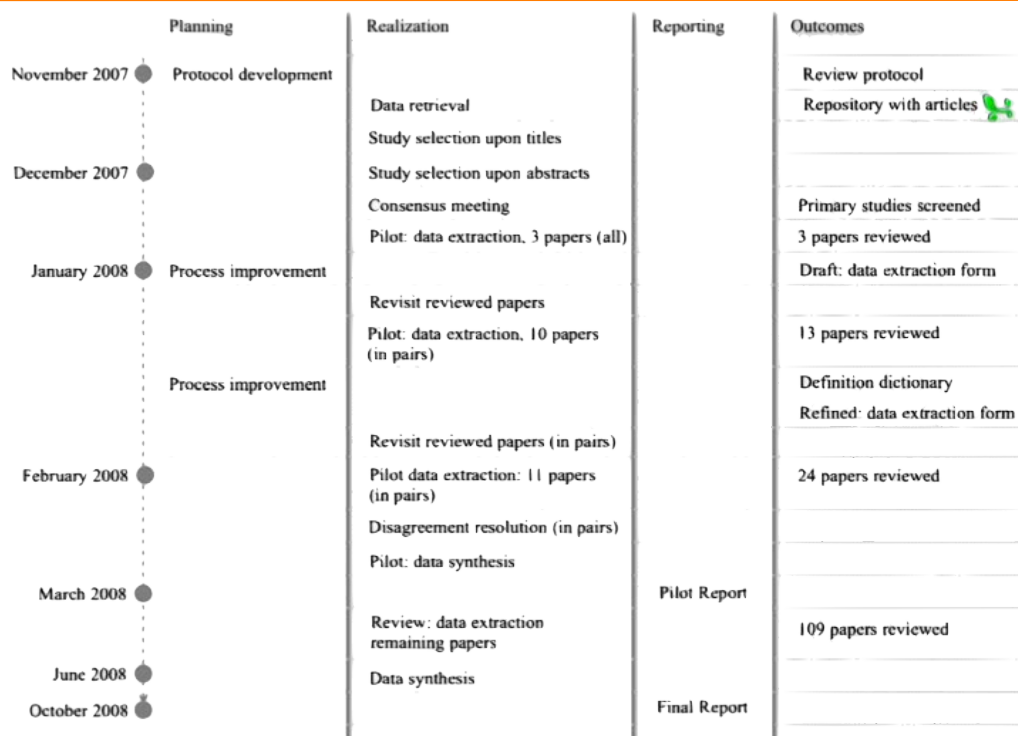 Planning Realization Reporting Outcomes
November 2007 Protocol development Review protocol
Data retrieval Repository with articles
Study selection upon titles
December 2007 Study selection upon abstracts
Consensus meeting Primary studies screened
Pilot: data extraction, 3 papers (all) 3 papers reviewed
January 2008 Process improvement Draft: data extraction form
Revisit reviewed papers
Pilot: data extraction, 10 papers 13 papers reviewed
(in pairs)
Process improvement Definition dictionary
Refined: data extraction form
Revisit reviewed papers (in pairs)
February 2008 Pilot data extraction: 11 papers 24 papers reviewed
(in pairs)
Disagreement resolution (in pairs)
Pilot: data synthesis
March 2008 Pilot Report
Review: data extraction 109 papers reviewed
remaining papers
June 2008 Data synthesis
October 2008 Final Report